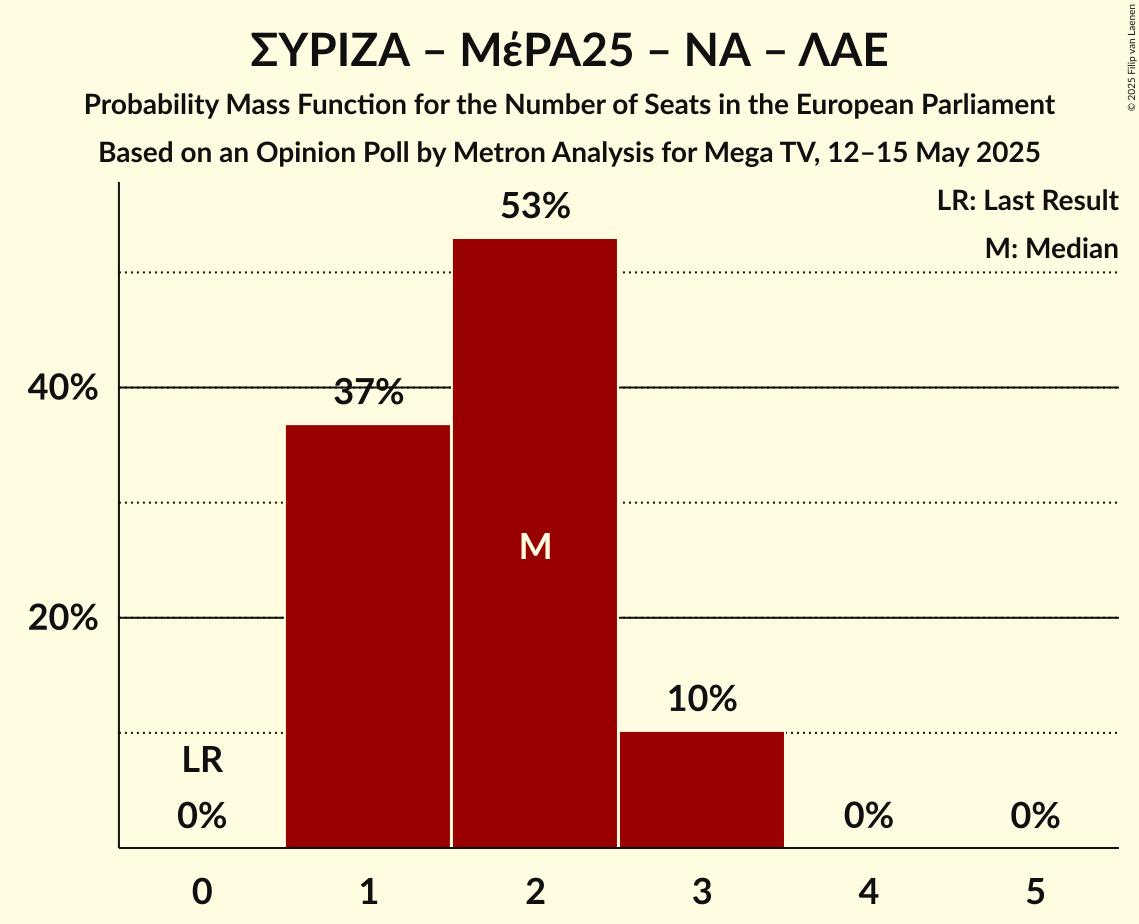 ΣΥΡΙΖΑ – ΜέΡΑ25 – ΝΑ – ΛΑΕ
Probability Mass Function for the Number of Seats in the European Parliament
Based on an Opinion Poll by Metron Analysis for Mega TV, 12–15 May 2025
© 2025 Filip van Laenen
LR: Last Result
M: Median
53%
40%
37%
M
20%
10%
LR
0%
0%
0%
0 1 2 3 4 5